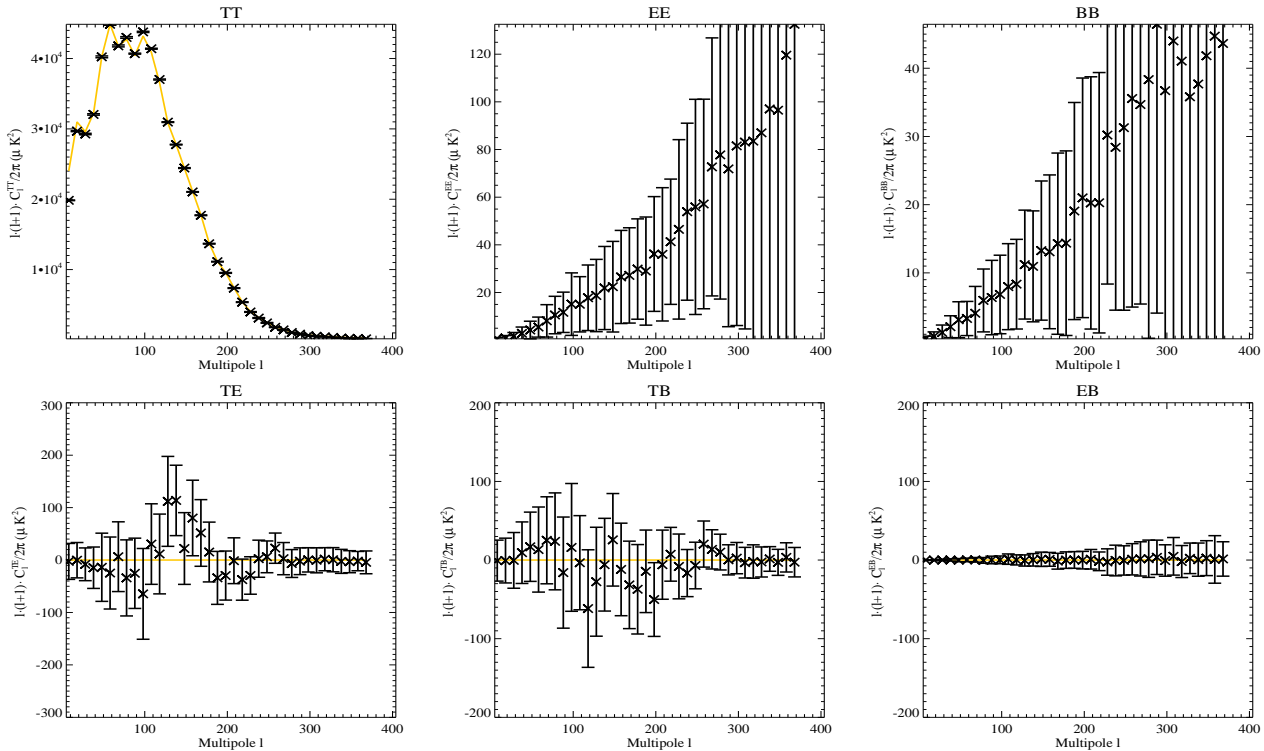 TT
EE
BB
l·(l+1)· C_l^TT/2π (μ K²)
4•10⁴
3•10⁴
2•10⁴
1•10⁴
100 200 300 400
Multipole l
l·(l+1)· C_l^EE/2π (μ K²)
120
100
80
60
40
20
100 200 300 400
Multipole l
l·(l+1)· C_l^BB/2π (μ K²)
40
30
20
10
100 200 300 400
Multipole l
TE
TB
EB
l·(l+1)· C_l^TE/2π (μ K²)
300
200
100
0
-100
-200
-300
100 200 300 400
Multipole l
l·(l+1)· C_l^TB/2π (μ K²)
200
100
0
-100
-200
100 200 300 400
Multipole l
l·(l+1)· C_l^EB/2π (μ K²)
200
100
0
-100
-200
100 200 300 400
Multipole l